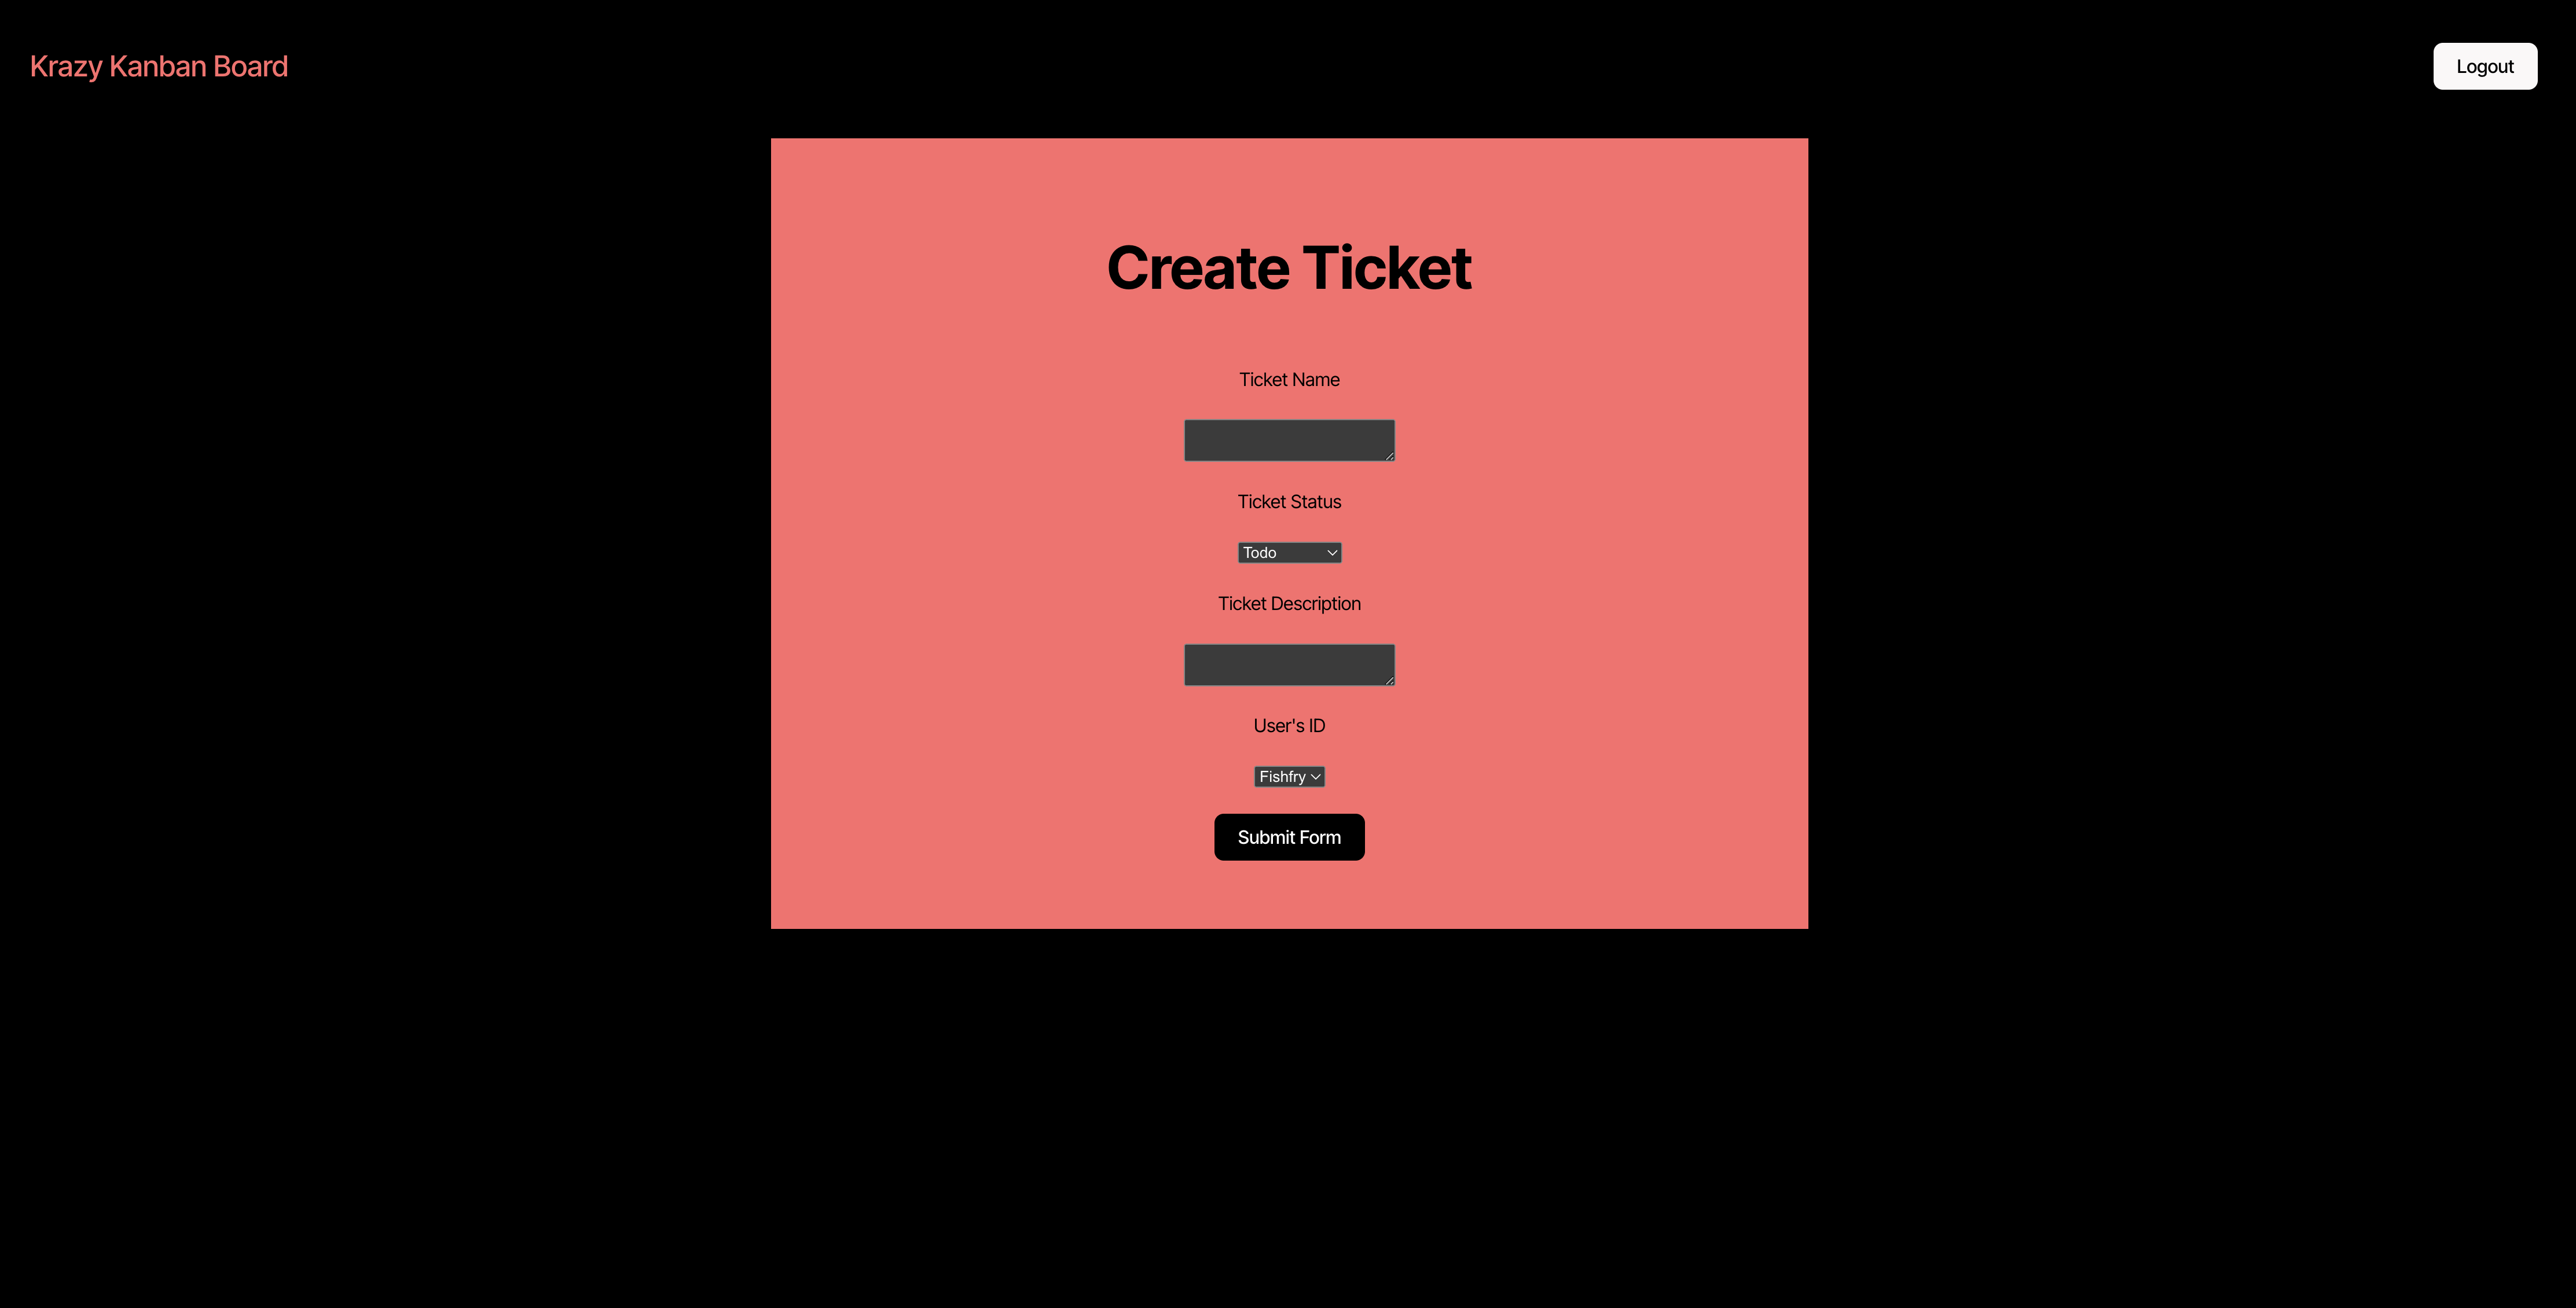 Krazy Kanban Board
Logout
Create Ticket
Ticket Name
Ticket Status
Todo
Ticket Description
User's ID
Fishfry
Submit Form